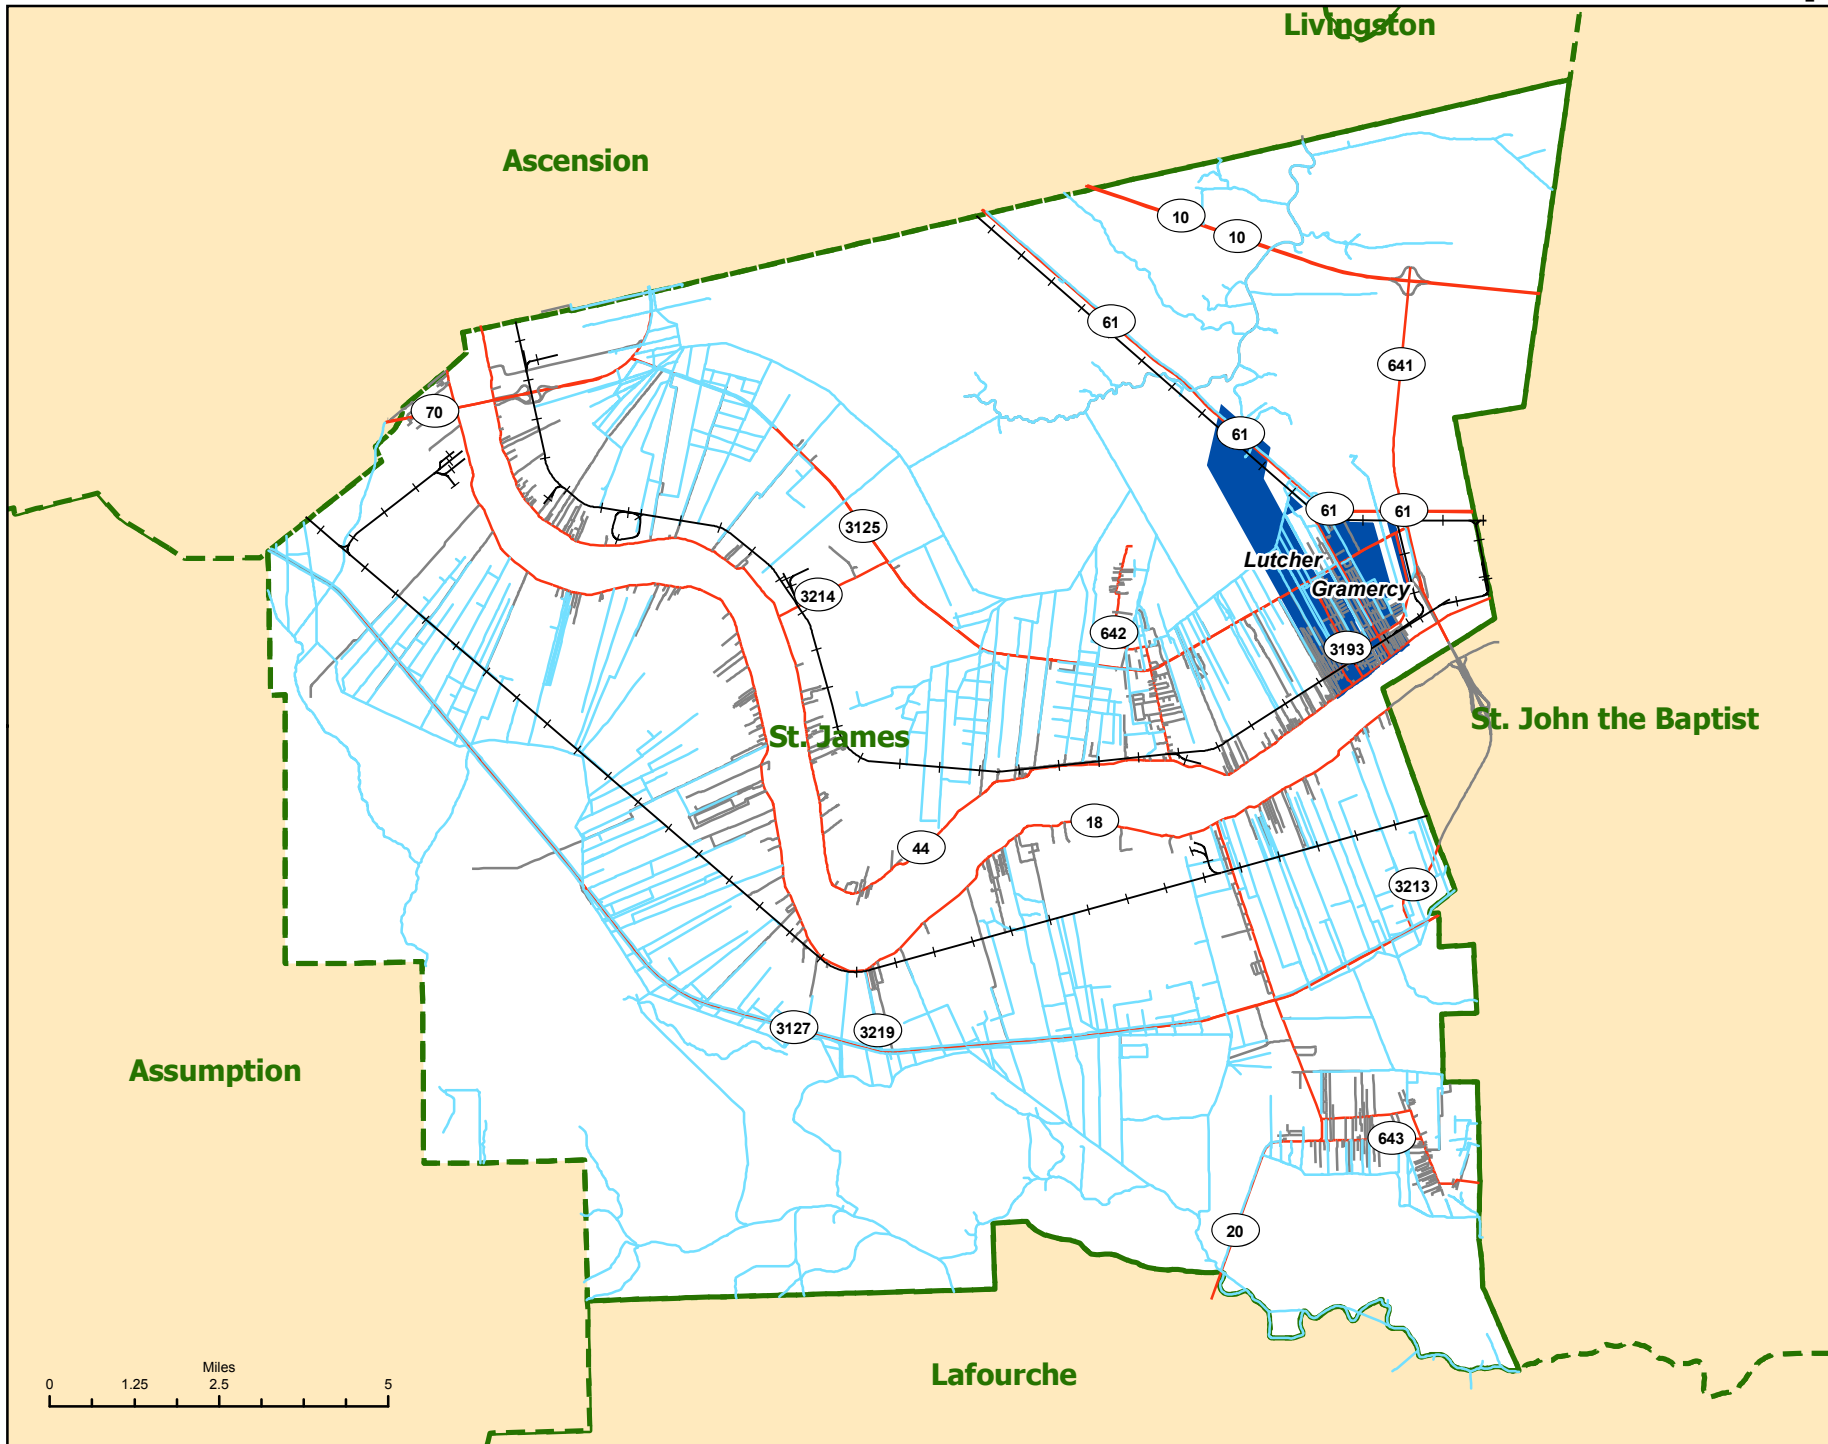 Livingston
Ascension
10
10
61
641
70
61
61
61
3125
Lutcher
Gramercy
3214
642
3193
St. John the Baptist
St. James
18
44
3213
3127
3219
Assumption
643
20
Miles
0 1.25 2.5 5
Lafourche